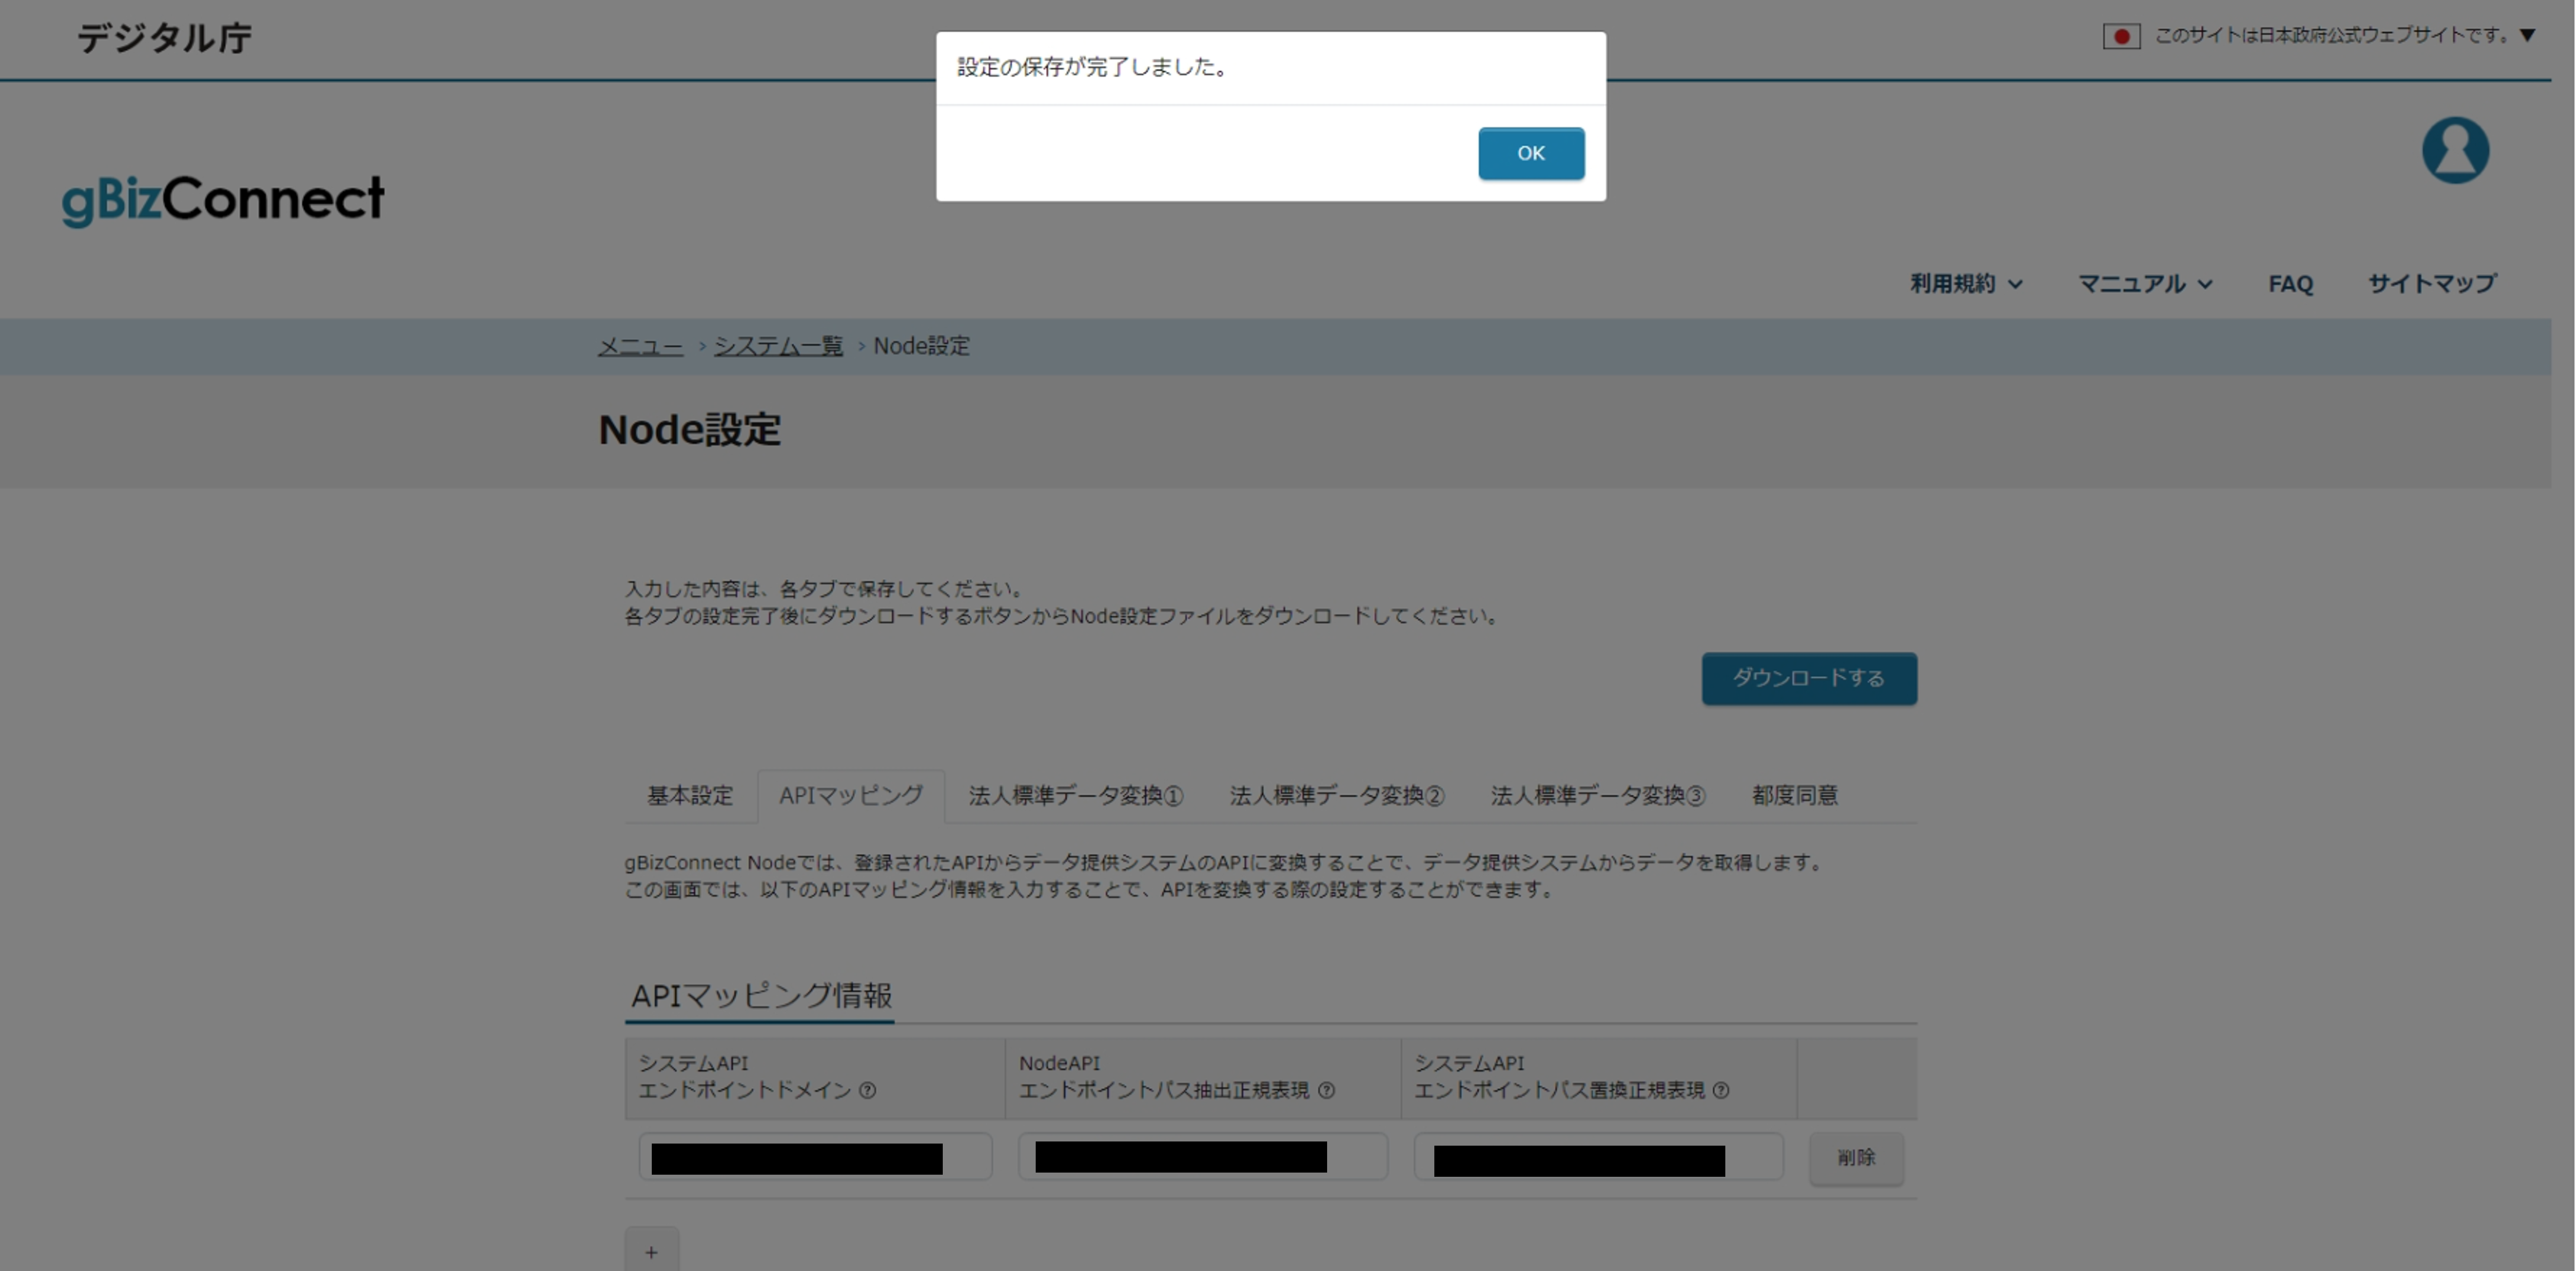 デジタル庁
このサイトは日本政府公式ウェブサイトです。▼
設定の保存が完了しました。
OK
gBizConnect
利用規約
マニュアル
FAQ
サイトマップ
メニュー > システム一覧 > Node設定
Node設定
入力した内容は、各タブで保存してください。
各タブの設定完了後にダウンロードするボタンからNode設定ファイルをダウンロードしてください。
ダウンロードする
基本設定
APIマッピング
法人標準データ変換①
法人標準データ変換②
法人標準データ変換③
都度同意
gBizConnect Nodeでは、登録されたAPIからデータ提供システムのAPIに変換することで、データ提供システムからデータを取得します。
この画面では、以下のAPIマッピング情報を入力することで、APIを変換する際の設定することができます。
APIマッピング情報
システムAPI
エンドポイントドメイン ?
NodeAPI
エンドポイントパス抽出正規表現 ?
システムAPI
エンドポイントパス置換正規表現 ?
削除
+